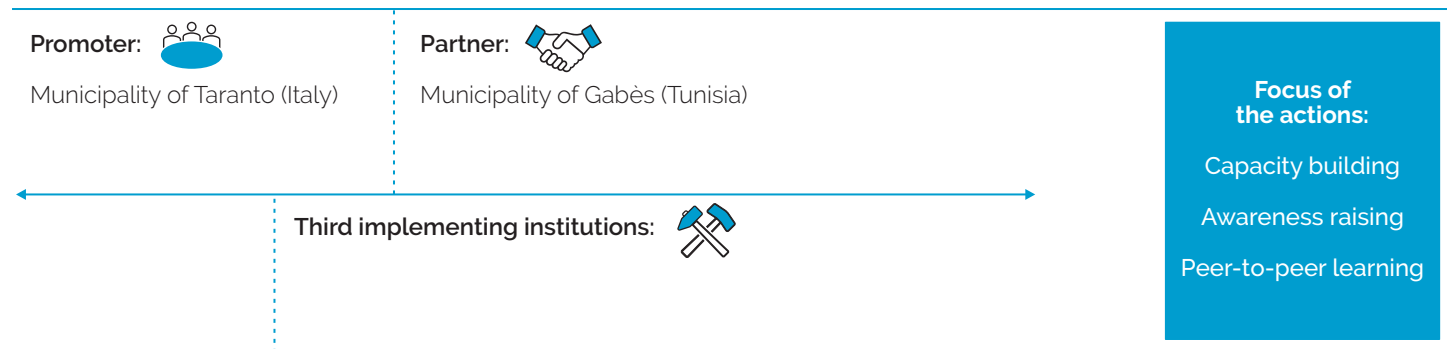 Promoter:
Municipality of Taranto (Italy)
Partner:
Municipality of Gabès (Tunisia)
Third implementing institutions:
Focus of
the actions:
Capacity building
Awareness raising
Peer-to-peer learning